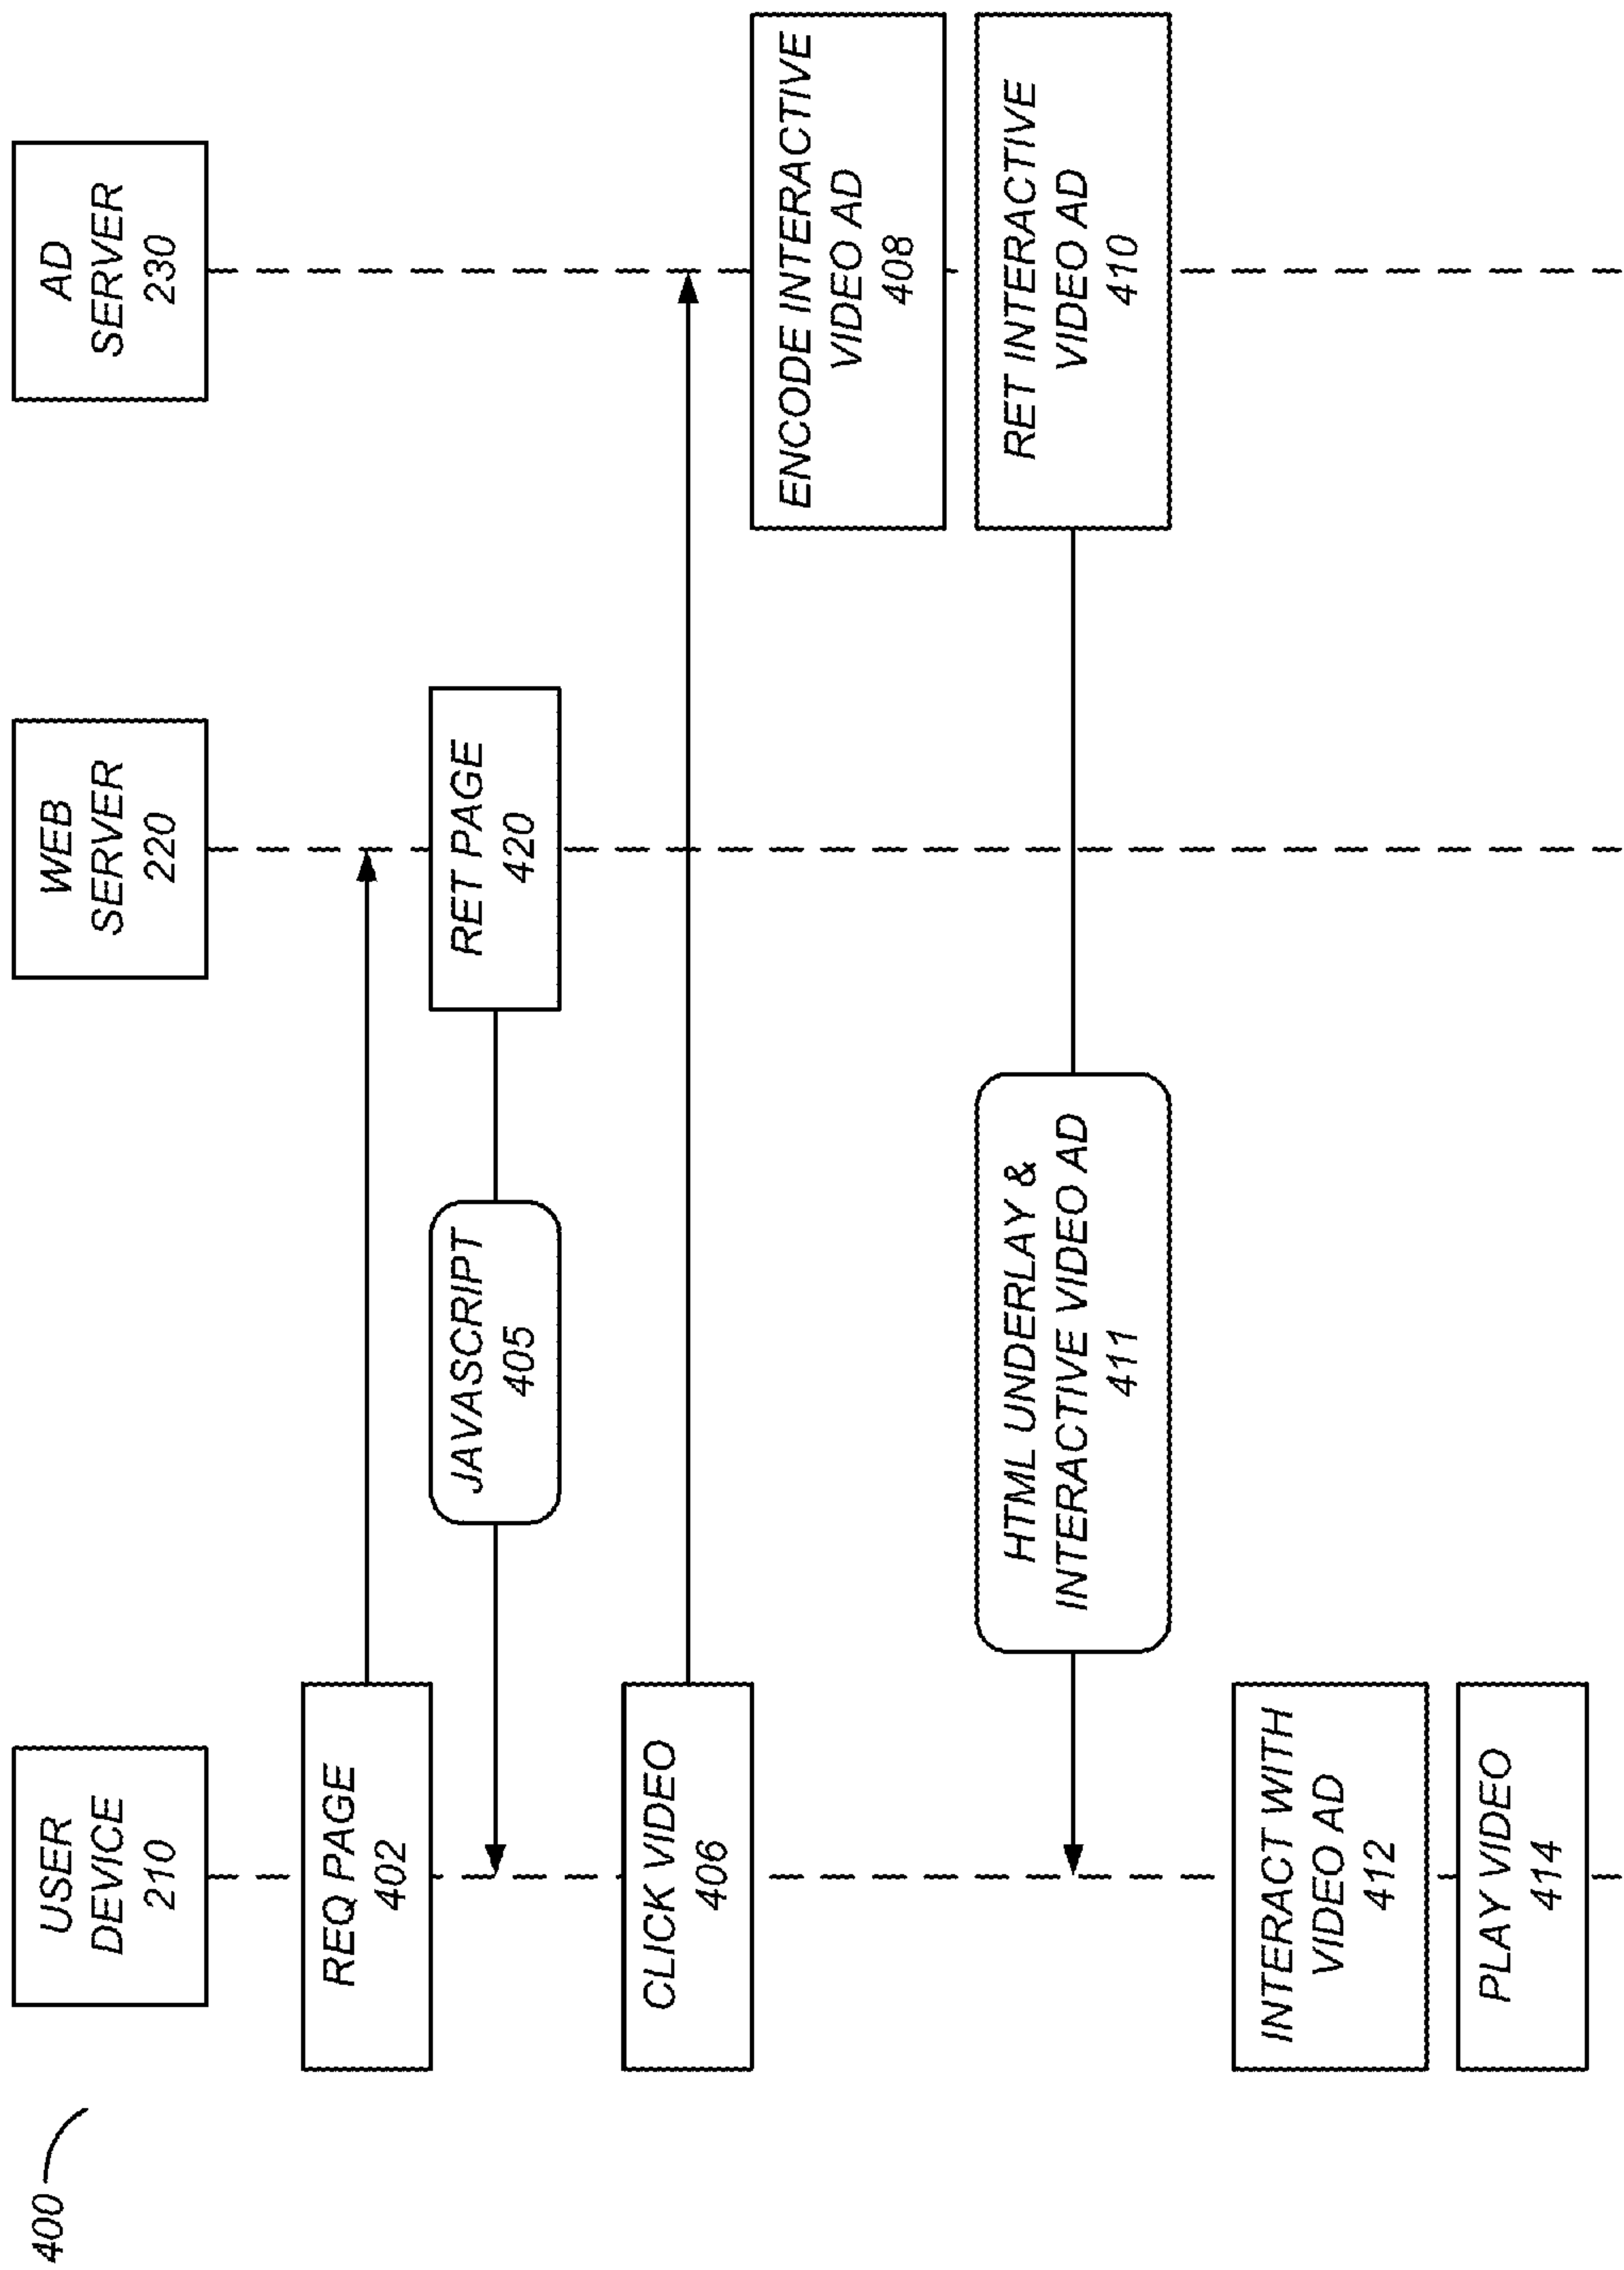 400
USER
DEVICE
210
WEB
SERVER
220
AD
SERVER
230
REQ PAGE
402
JAVASCRIPT
405
RET PAGE
420
CLICK VIDEO
406
ENCODE INTERACTIVE
VIDEO AD
408
HTML UNDERLAY &
INTERACTIVE VIDEO AD
411
RET INTERACTIVE
VIDEO AD
410
INTERACT WITH
VIDEO AD
412
PLAY VIDEO
414